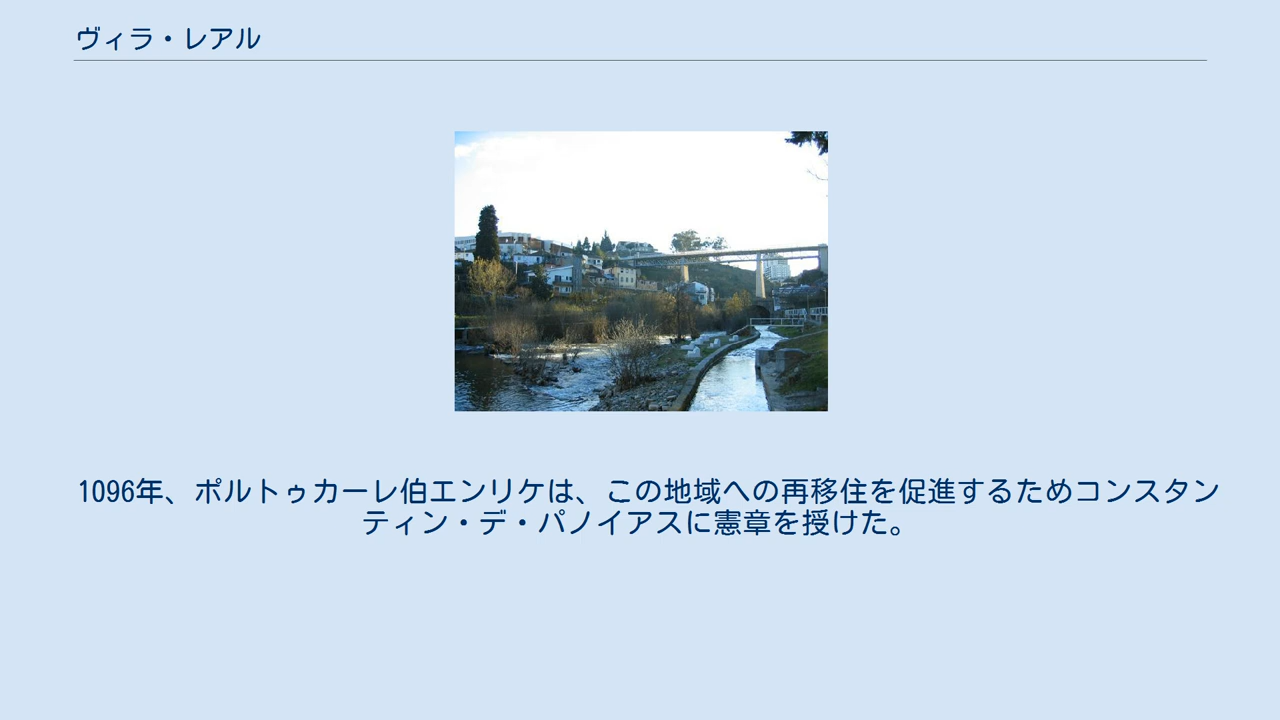 ヴィラ・レアル
1096年、ポルトゥカーレ伯エンリケは、この地域への再移住を促進するためコンスタン
ティン・デ・パノイアスに憲章を授けた。